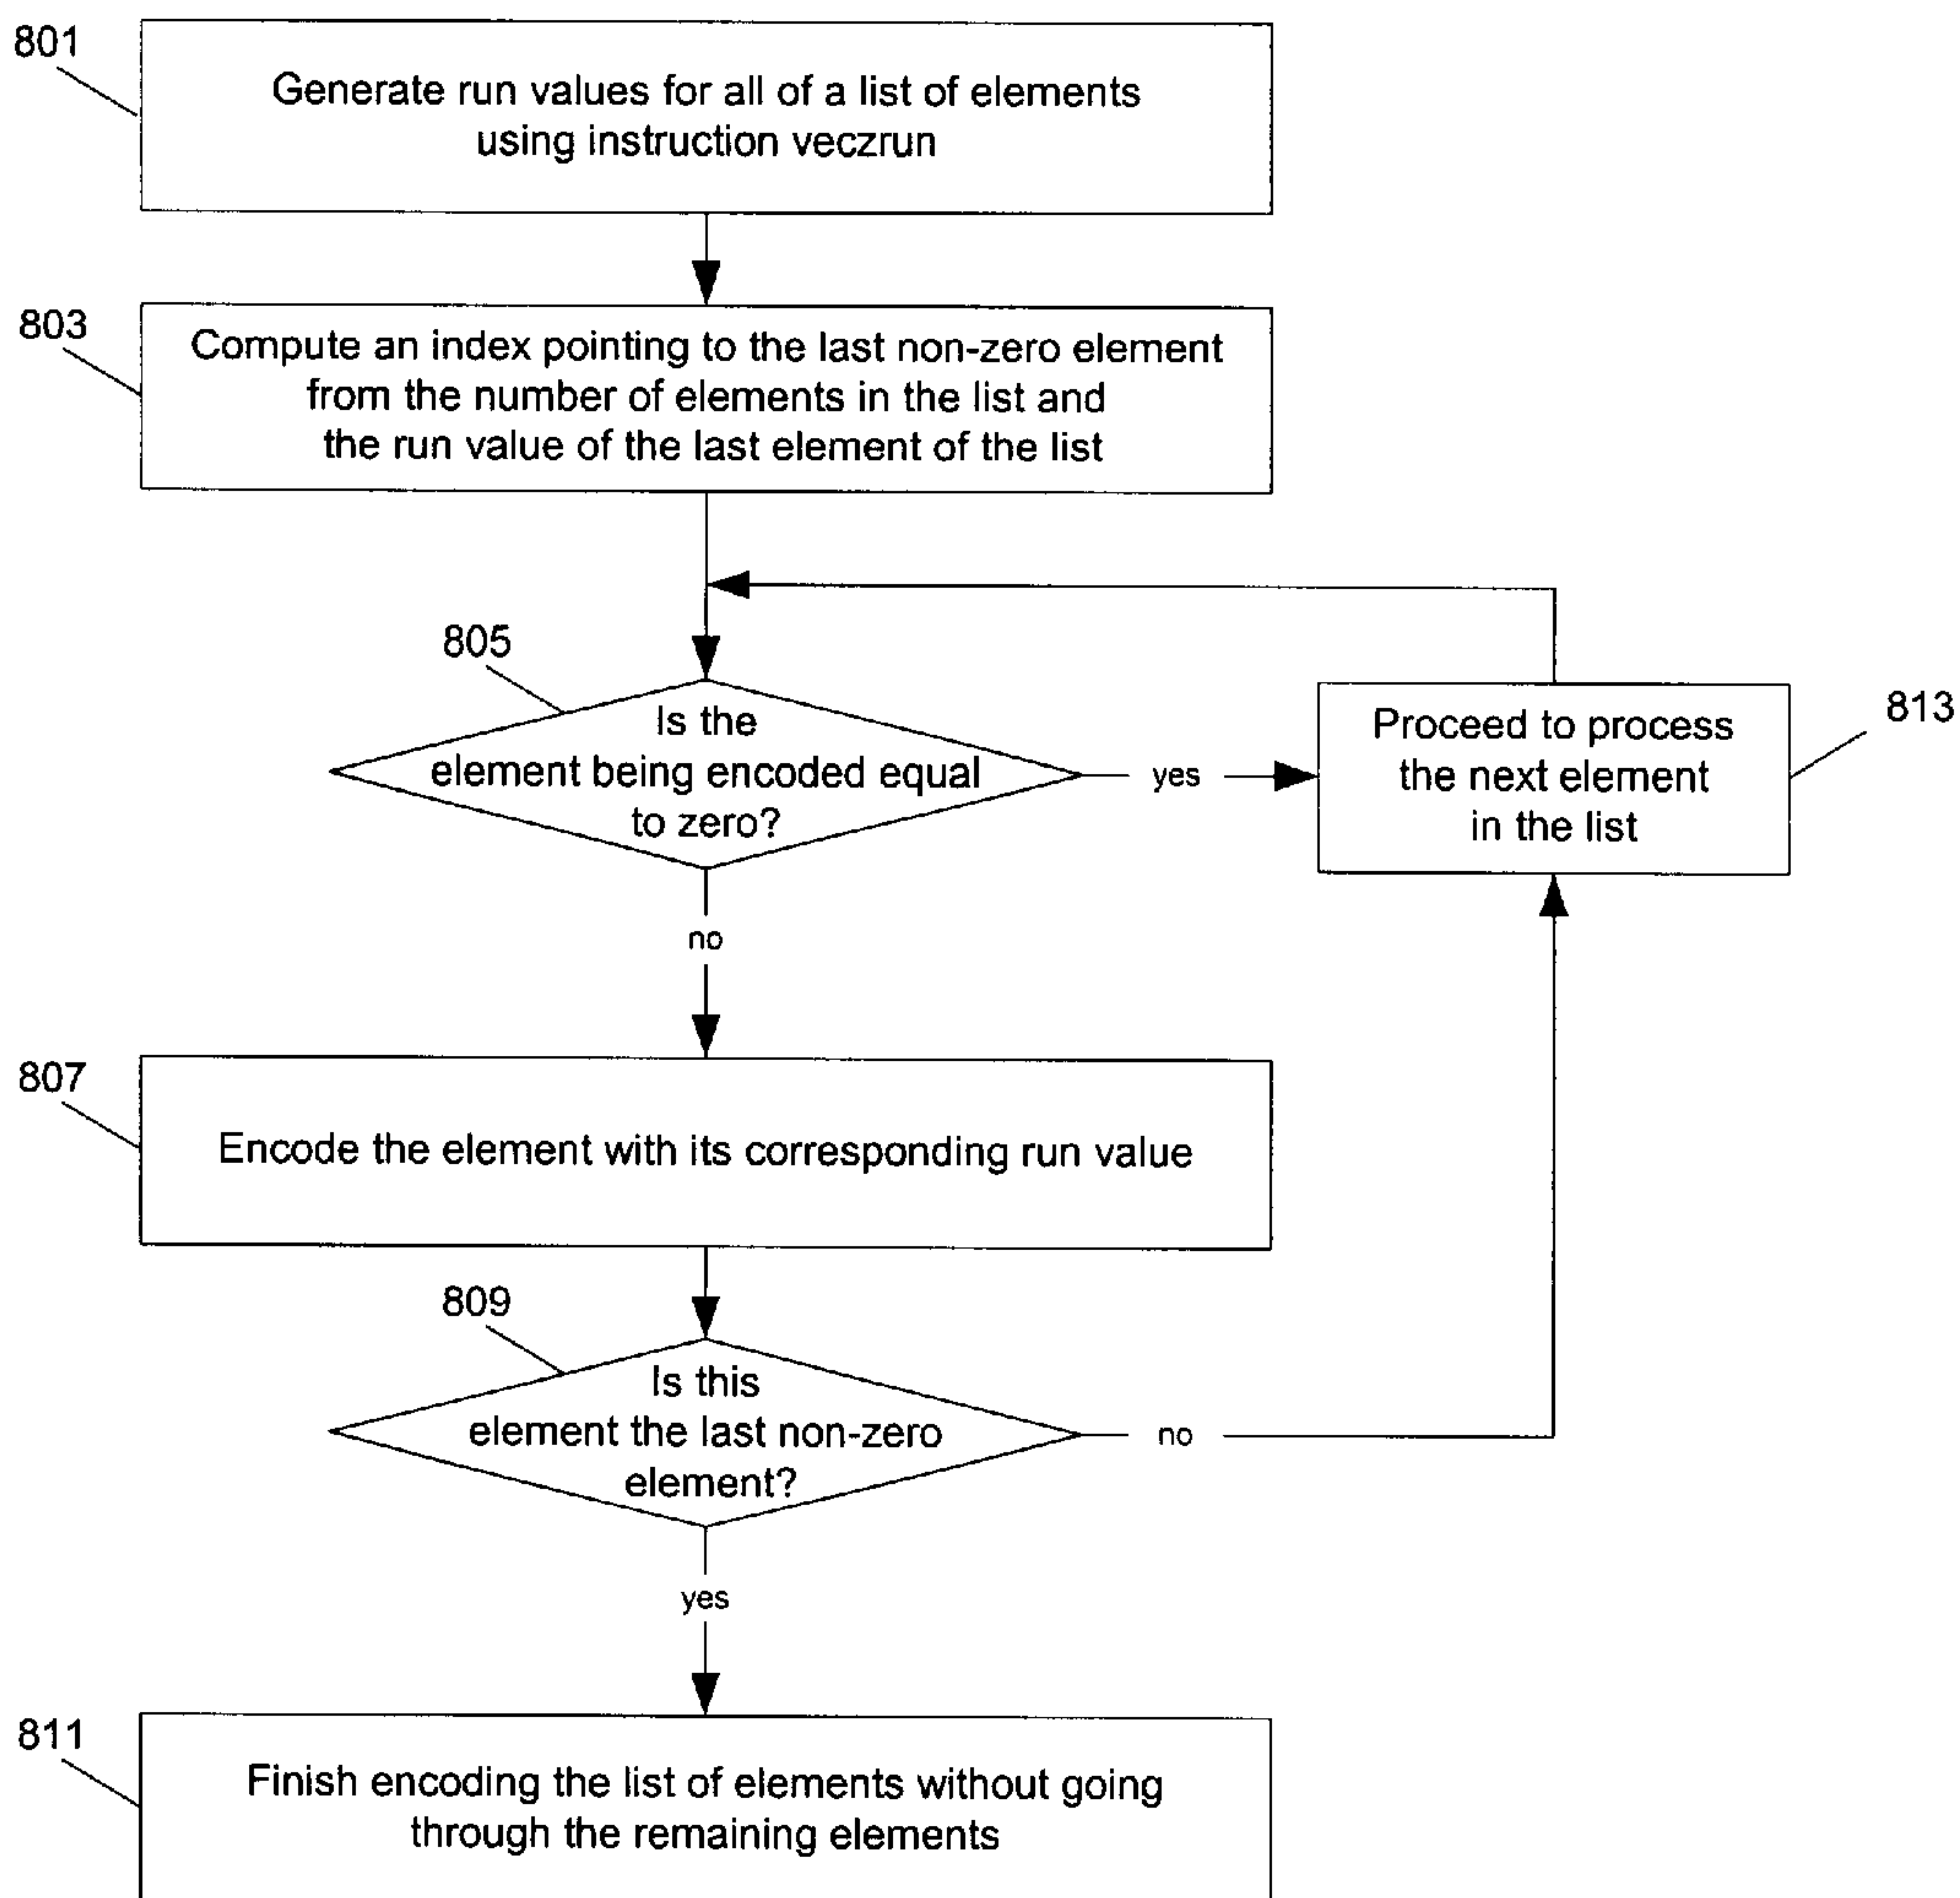 801
Generate run values for all of a list of elements
using instruction veczrun
803
Compute an index pointing to the last non-zero element
from the number of elements in the list and
the run value of the last element of the list
805
Is the
element being encoded equal
to zero?
yes
Proceed to process
the next element
in the list
813
no
807
Encode the element with its corresponding run value
809
Is this
element the last non-zero
element?
no
yes
811
Finish encoding the list of elements without going
through the remaining elements